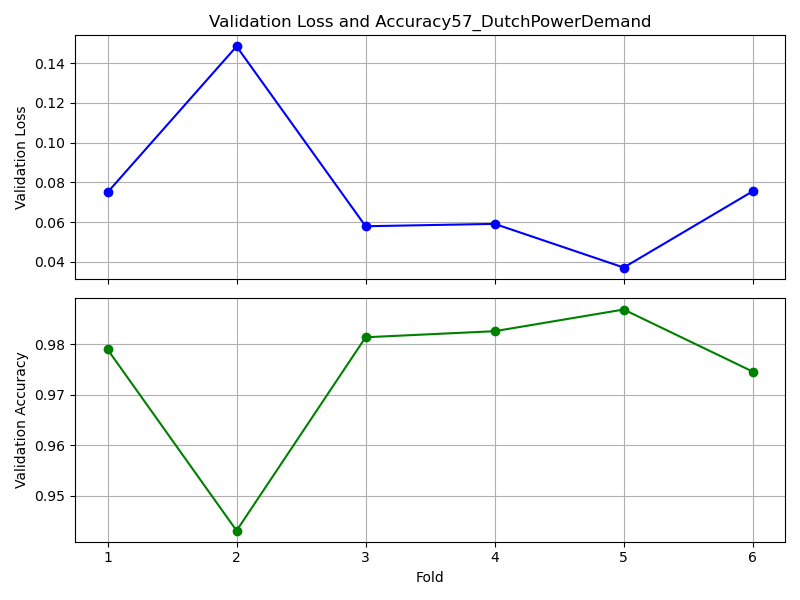 Validation Loss and Accuracy57_DutchPowerDemand
Validation Loss
0.14
0.12
0.10
0.08
0.06
0.04
Validation Accuracy
0.98
0.97
0.96
0.95
1 2 3 4 5 6
Fold